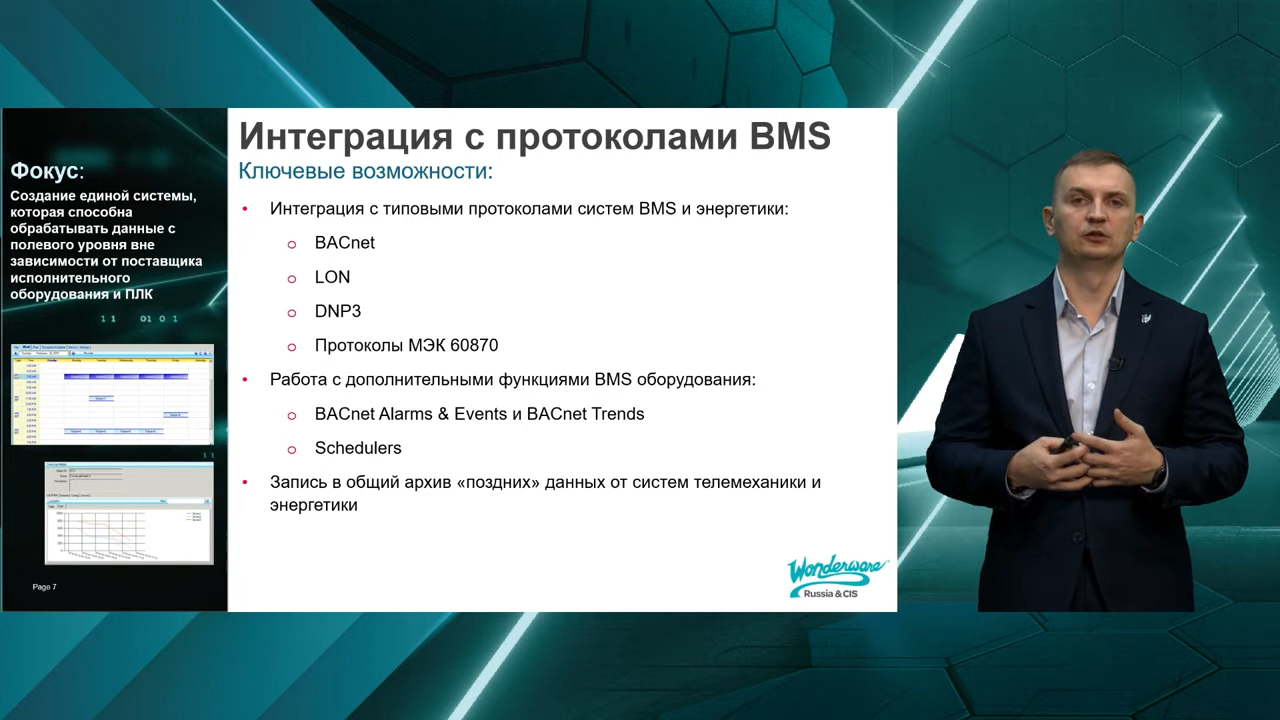 Интеграция с протоколами BMS
Ключевые возможности:
Фокус:
Создание единой системы,
которая способна
обрабатывать данные с
полевого уровня вне
зависимости от поставщика
исполнительного
оборудования и ПЛК
11 01 0 1
• Интеграция с типовыми протоколами систем BMS и энергетики:
o BACnet
o LON
o DNP3
o Протоколы МЭК 60870
• Работа с дополнительными функциями BMS оборудования:
o BACnet Alarms & Events и BACnet Trends
o Schedulers
• Запись в общий архив «поздних» данных от систем телемеханики и
энергетики
Page 7
Wonderware
Russia & CIS